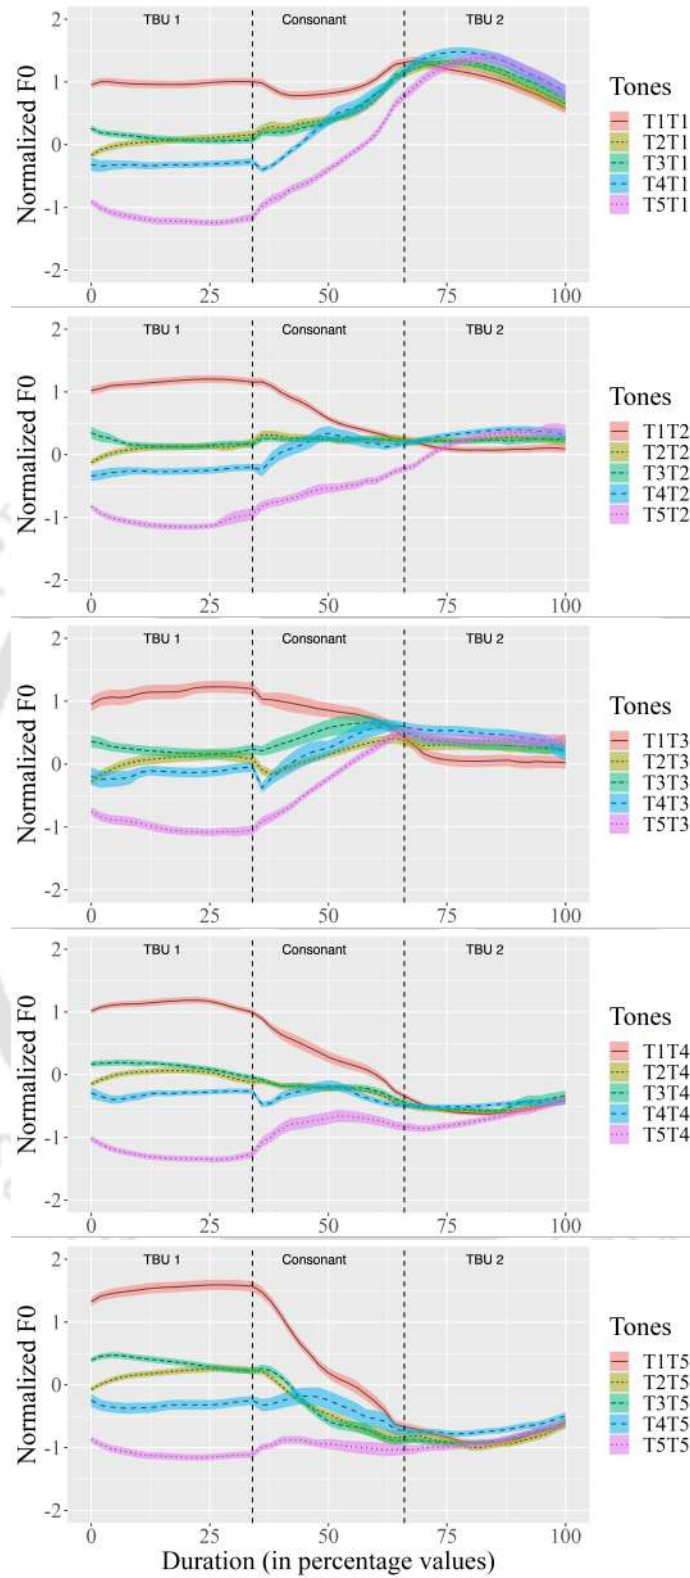 TBU 1 Consonant TBU 2
Normalized F0
2
1
0
-1
-2
0 25 50 75 100
Tones
T1T1
T2T1
T3T1
T4T1
T5T1
TBU 1 Consonant TBU 2
Normalized F0
2
1
0
-1
-2
0 25 50 75 100
Tones
T1T2
T2T2
T3T2
T4T2
T5T2
TBU 1 Consonant TBU 2
Normalized F0
2
1
0
-1
-2
0 25 50 75 100
Tones
T1T3
T2T3
T3T3
T4T3
T5T3
TBU 1 Consonant TBU 2
Normalized F0
2
1
0
-1
-2
0 25 50 75 100
Tones
T1T4
T2T4
T3T4
T4T4
T5T4
TBU 1 Consonant TBU 2
Normalized F0
2
1
0
-1
-2
0 25 50 75 100
Tones
T1T5
T2T5
T3T5
T4T5
T5T5
Duration (in percentage values)